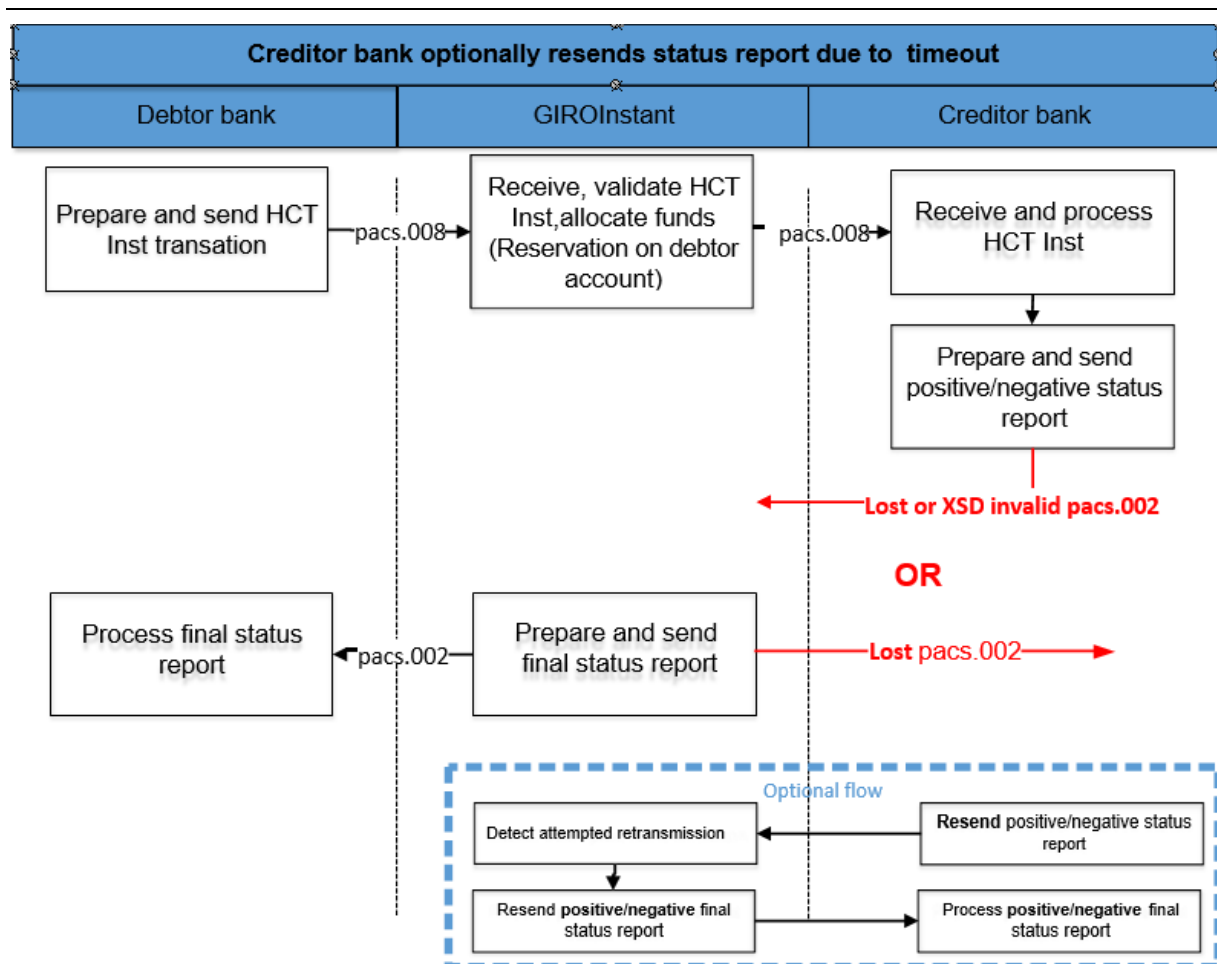 Creditor bank optionally resends status report due to timeout
Debtor bank
GIROInstant
Creditor bank
Prepare and send HCT
Inst transation
pacs.008
Receive, validate HCT
Inst,allocate funds
(Reservation on debtor
account)
pacs.008
Receive and process
HCT Inst
Prepare and send
positive/negative status
report
Lost or XSD invalid pacs.002
OR
Process final status
report
pacs.002
Prepare and send
final status report
Lost pacs.002
Optional flow
Detect attempted retransmission
Resend positive/negative status
report
Resend positive/negative final
status report
Process positive/negative final
status report